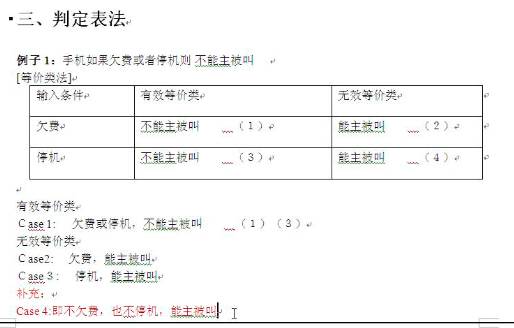 三、判定表法
例子1：手机如果欠费或者停机则 不能主被叫
[等价类法]
输入条件 有效等价类 无效等价类
欠费 不能主被叫 …（1） 能主被叫 …（2）
停机 不能主被叫 …（3） 能主被叫 …（4）
有效等价类
Case1: 欠费或停机，不能主被叫 …（1）（3）
无效等价类
Case2: 欠费，能主被叫
Case3: 停机，能主被叫
补充：
Case 4:即不欠费，也不停机，能主被叫